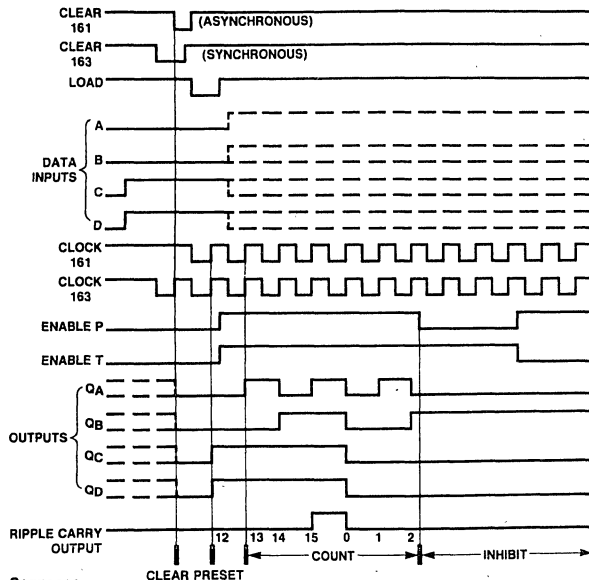 CLEAR
161
(ASYNCHRONOUS)
CLEAR
163
(SYNCHRONOUS)
LOAD
A
B
DATA
INPUTS
C
D
CLOCK
161
CLOCK
163
ENABLE P
ENABLE T
QA
QB
OUTPUTS
QC
QD
RIPPLE CARRY
OUTPUT
12 13 14 15 0 1 2
COUNT
INHIBIT
CLEAR PRESET